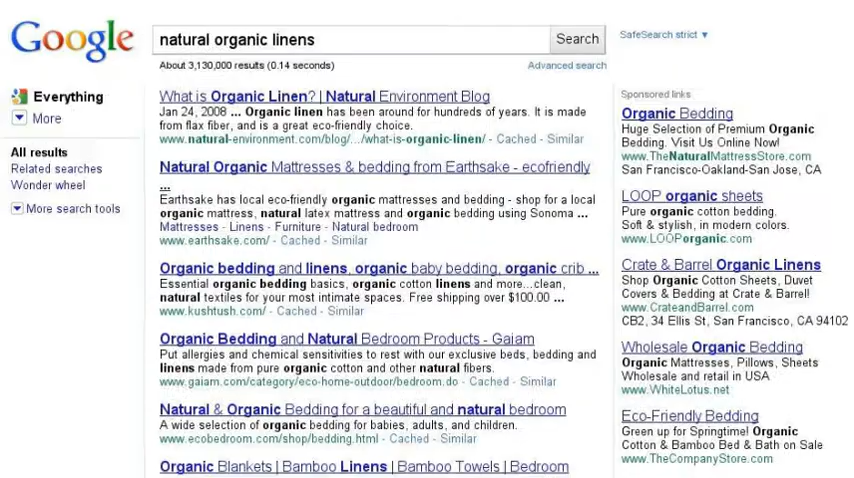 Google
natural organic linens
Search
SafeSearch strict ▼
About 3,130,000 results (0.14 seconds)
Advanced search
Everything
More
All results
Related searches
Wonder wheel
More search tools
What is Organic Linen? | Natural Environment Blog
Jan 24, 2008 ... Organic linen has been around for hundreds of years. It is made
from flax fiber, and is a great eco-friendly choice.
www.natural-environment.com/blog/.../what-is-organic-linen/ - Cached - Similar
Natural Organic Mattresses & bedding from Earthsake - ecofriendly
...
Earthsake has local eco-friendly organic mattresses and bedding - shop for a local
organic mattress, natural latex mattress and organic bedding using Sonoma ...
Mattresses - Linens - Furniture - Natural bedroom
www.earthsake.com/ - Cached - Similar
Organic bedding and linens, organic baby bedding, organic crib ...
Essential organic bedding basics, organic cotton linens and more...clean,
natural textiles for your most intimate spaces. Free shipping over $100.00 ...
www.kushtush.com/ - Cached - Similar
Organic Bedding and Natural Bedroom Products - Gaiam
Put allergies and chemical sensitivities to rest with our exclusive beds, bedding and
linens made from pure organic cotton and other natural fibers.
www.gaiam.com/category/eco-home-outdoor/bedroom.do - Cached - Similar
Natural & Organic Bedding for a beautiful and natural bedroom
A wide selection of organic bedding for babies, adults, and children.
www.ecobedroom.com/shop/bedding.html - Cached - Similar
Organic Blankets | Bamboo Linens | Bamboo Towels | Bedroom
Sponsored links
Organic Bedding
Huge Selection of Premium Organic
Bedding. Visit Us Online Now!
www.TheNaturalMattressStore.com
San Francisco-Oakland-San Jose, CA
LOOP organic sheets
Pure organic cotton bedding.
Soft & stylish, in modern colors.
www.LOOPorganic.com
Crate & Barrel Organic Linens
Shop Organic Cotton Sheets, Duvet
Covers & Bedding at Crate & Barrel!
www.CrateandBarrel.com
CB2, 34 Ellis St, San Francisco, CA 94102
Wholesale Organic Bedding
Organic Mattresses, Pillows, Sheets
Wholesale and retail in USA
www.WhiteLotus.net
Eco-Friendly Bedding
Green up for Springtime! Organic
Cotton & Bamboo Bed & Bath on Sale
www.TheCompanyStore.com